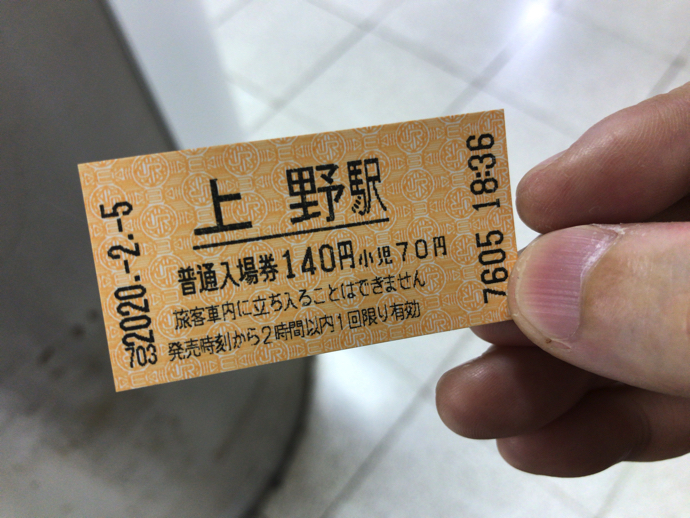 上野駅
普通入場券140円小児70円
旅客車内に立ち入ることはできません
発売時刻から2時間以内1回限り有効
2020.-2.-5
703
7605 18:36